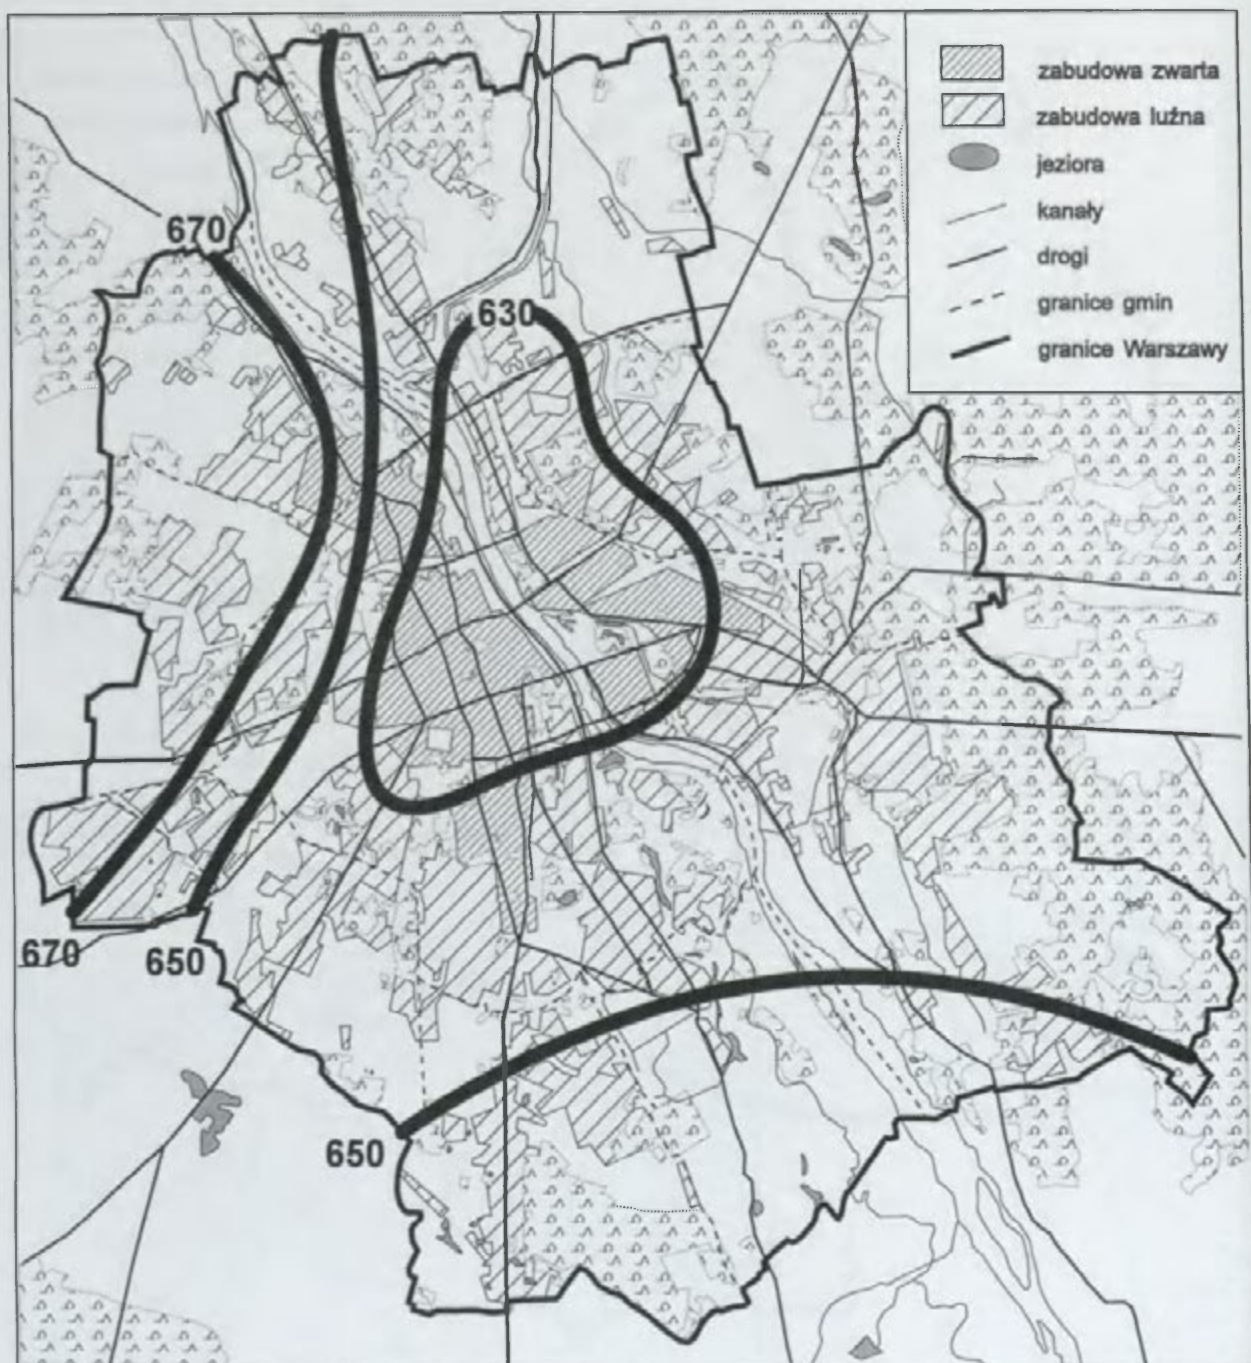 zabudowa zwarta
zabudowa luźna
jeziora
kanały
drogi
granice gmin
granice Warszawy
670
630
670
650
650